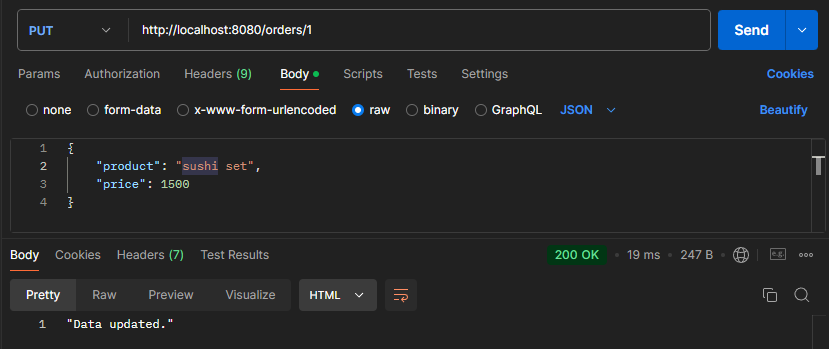 PUT http://localhost:8080/orders/1 Send
Params Authorization Headers (9) Body Scripts Tests Settings Cookies
none form-data x-www-form-urlencoded raw binary GraphQL JSON Beautify
1 {
2 "product": "sushi set",
3 "price": 1500
4 }
Body Cookies Headers (7) Test Results 200 OK 19 ms 247 B e.g.
Pretty Raw Preview Visualize HTML
1 "Data updated."